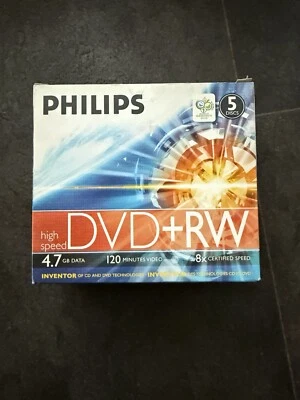 PHILIPS
5
DISCS
high speed DVD+RW
4.7 GB DATA 120 MINUTES VIDEO 8x CERTIFIED SPEED
INVENTOR OF CD AND DVD TECHNOLOGIES